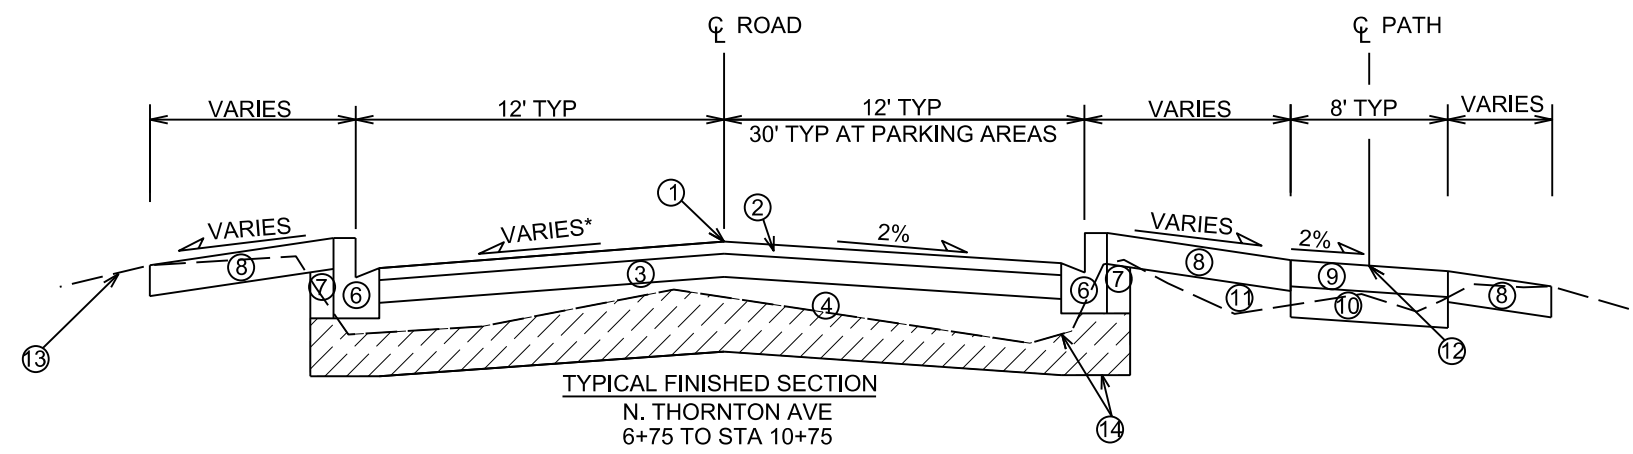 ℄ ROAD
℄ PATH
VARIES
12' TYP
12' TYP
30' TYP AT PARKING AREAS
VARIES
8' TYP
VARIES
1
2
VARIES
VARIES*
2%
VARIES
2%
8
3
8
9
7
6
4
6
7
11
10
8
13
12
14
TYPICAL FINISHED SECTION
N. THORNTON AVE
6+75 TO STA 10+75